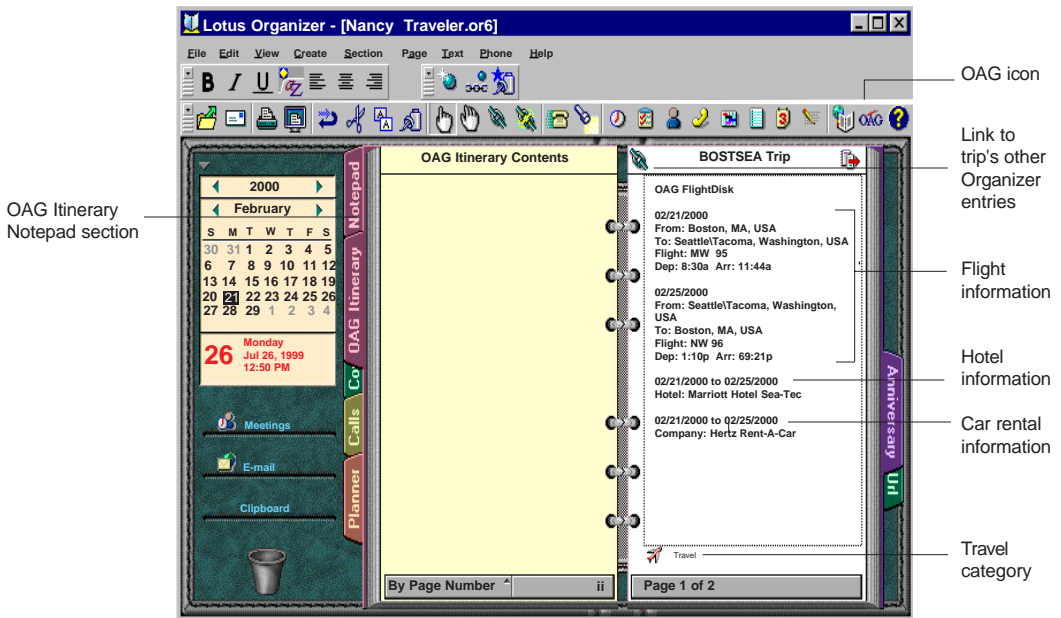 Lotus Organizer - [Nancy Traveler.or6]
File Edit View Create Section Page Text Phone Help
B I U
OAG
OAG icon
Link to
trip's other
Organizer
entries
OAG Itinerary
Notepad section
2000
February
S M T W T F S
30 31 1 2 3 4 5
6 7 8 9 10 11 12
13 14 15 16 17 18 19
20 21 22 23 24 25 26
27 28 29 1 2 3 4
26
Monday
Jul 26, 1999
12:50 PM
Meetings
E-mail
Clipboard
Notepad
OAG Itinerary
Co
Calls
Planner
OAG Itinerary Contents
By Page Number ii
BOSTSEA Trip
OAG FlightDisk
02/21/2000
From: Boston, MA, USA
To: Seattle\Tacoma, Washington, USA
Flight: MW 95
Dep: 8:30a Arr: 11:44a
02/25/2000
From: Seattle\Tacoma, Washington,
USA
To: Boston, MA, USA
Flight: NW 96
Dep: 1:10p Arr: 69:21p
02/21/2000 to 02/25/2000
Hotel: Marriott Hotel Sea-Tec
02/21/2000 to 02/25/2000
Company: Hertz Rent-A-Car
Travel
Page 1 of 2
Anniversary
Url
Flight
information
Hotel
information
Car rental
information
Travel
category